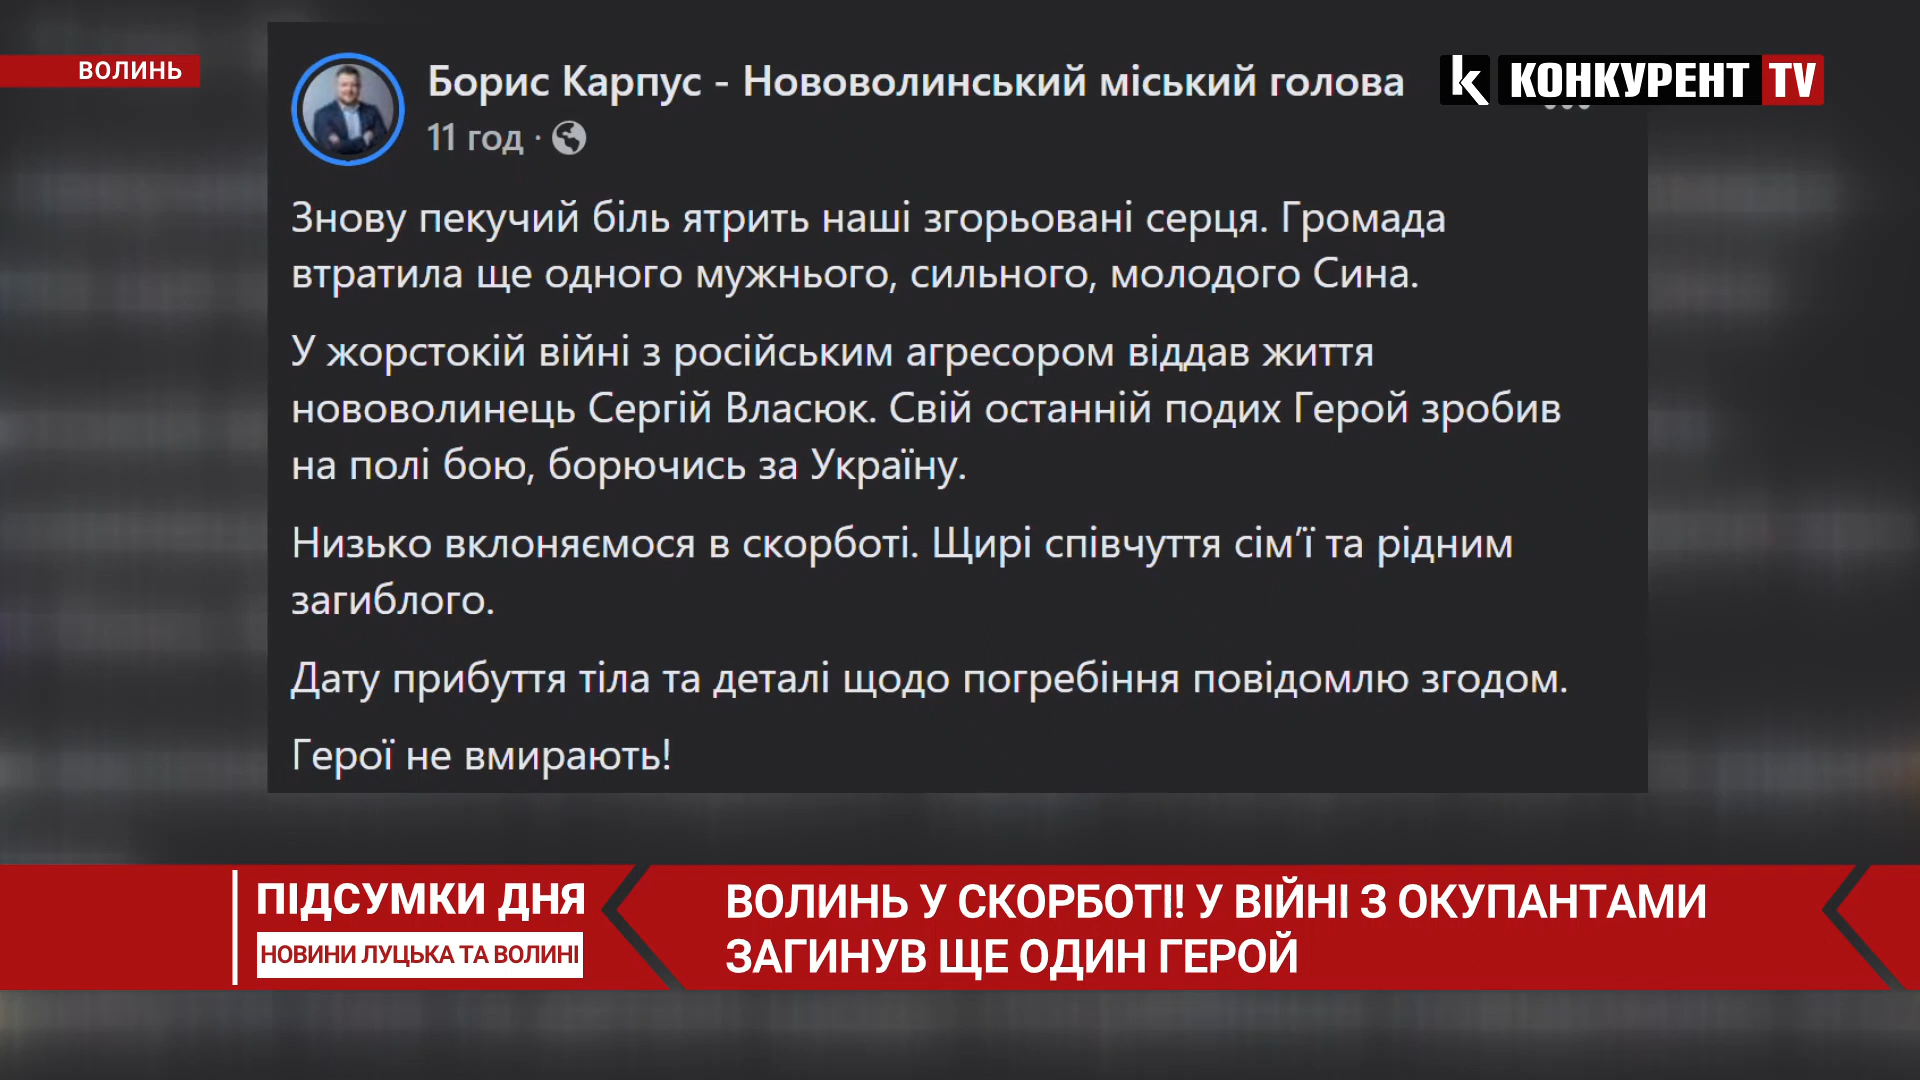 ВОЛИНЬ
Борис Карпус - Нововолинський міський голова
11 год ·
k КОНКУРЕНТ TV
Знову пекучий біль ятрить наші згорьовані серця. Громада
втратила ще одного мужнього, сильного, молодого Сина.
У жорстокій війні з російським агресором віддав життя
нововолинець Сергій Власюк. Свій останній подих Герой зробив
на полі бою, борючись за Україну.
Низько вклоняємося в скорботі. Щирі співчуття сім’ї та рідним
загиблого.
Дату прибуття тіла та деталі щодо погребіння повідомлю згодом.
Герої не вмирають!
ПІДСУМКИ ДНЯ
НОВИНИ ЛУЦЬКА ТА ВОЛИНІ
ВОЛИНЬ У СКОРБОТІ! У ВІЙНІ З ОКУПАНТАМИ
ЗАГИНУВ ЩЕ ОДИН ГЕРОЙ